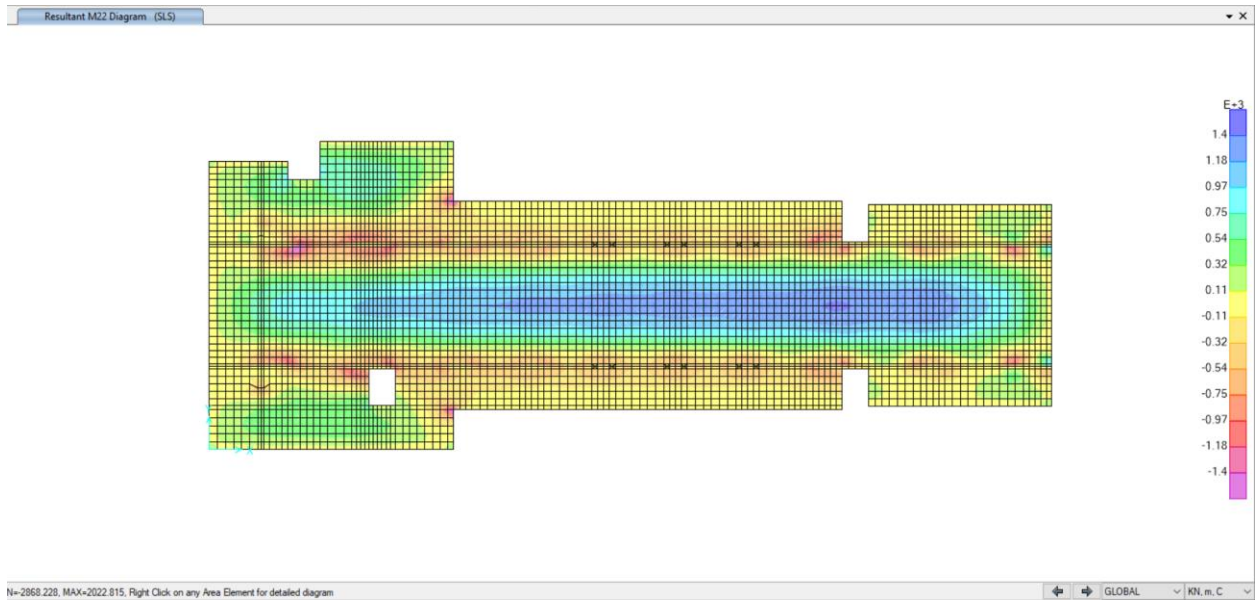 Resultant M22 Diagram (SLS)
E+3
1.4
1.18
0.97
0.75
0.54
0.32
0.11
-0.11
-0.32
-0.54
-0.75
-0.97
-1.18
-1.4
Y
X
N=-2868.228, MAX=2022.815, Right Click on any Area Element for detailed diagram
GLOBAL
KN, m, C